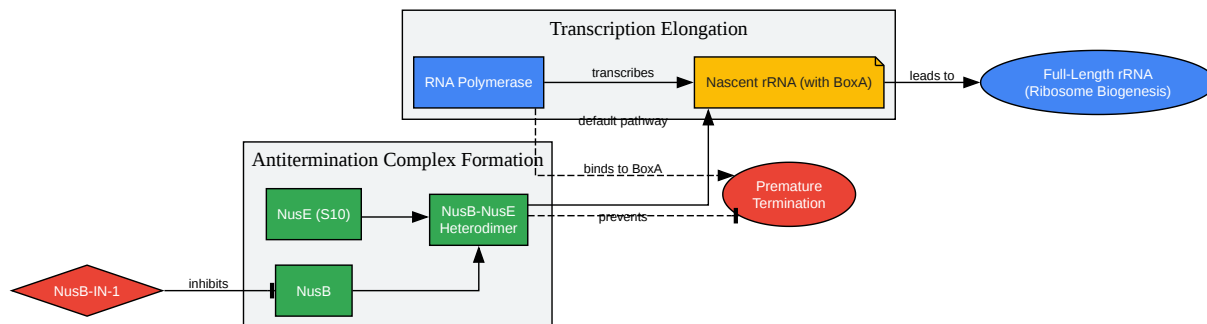 Transcription Elongation
RNA Polymerase
transcribes
Nascent rRNA (with BoxA)
leads to
Full-Length rRNA
(Ribosome Biogenesis)
default pathway
Antitermination Complex Formation
binds to BoxA
Premature
Termination
NusE (S10)
NusB-NusE
Heterodimer
prevents
NusB-IN-1
inhibits
NusB